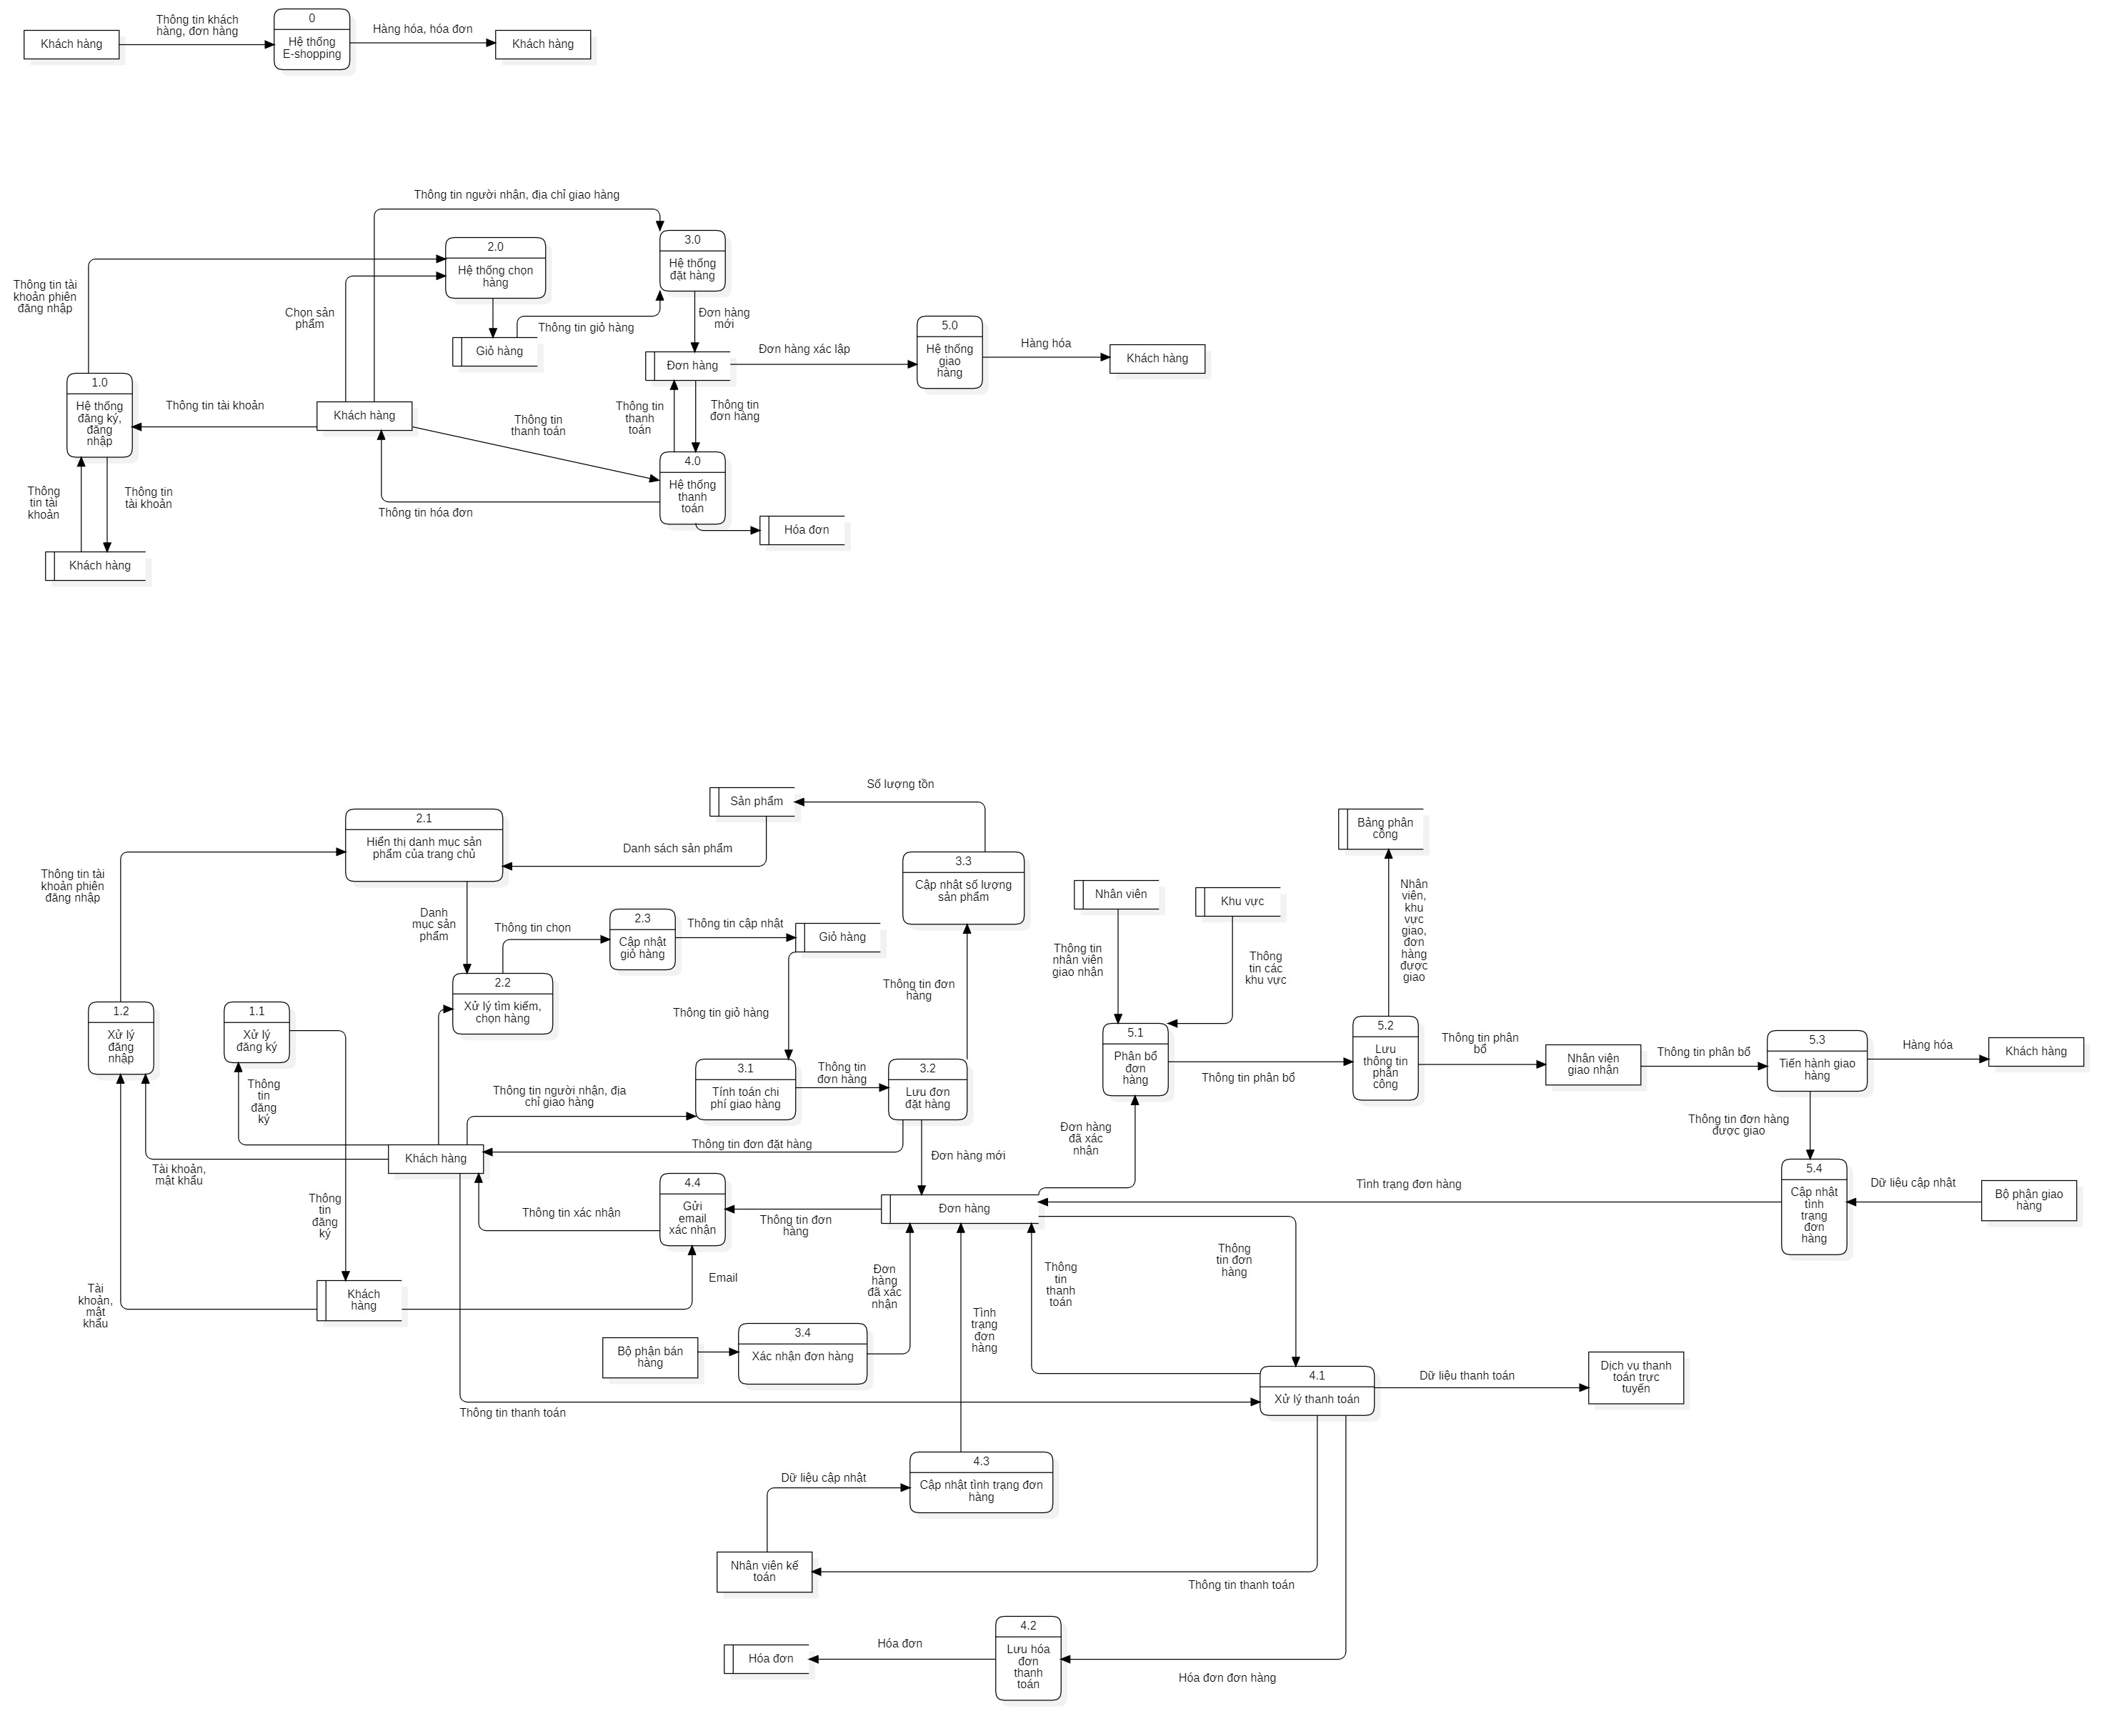 Thông tin khách
hàng, đơn hàng
Khách hàng
0
Hệ thống
E-shopping
Hàng hóa, hóa đơn
Khách hàng
Thông tin người nhận, địa chỉ giao hàng
2.0
Hệ thống chọn
hàng
3.0
Hệ thống
đặt hàng
Thông tin tài
khoản phiên
đăng nhập
Chọn sản
phẩm
Thông tin giỏ hàng
Đơn hàng
mới
Giỏ hàng
Đơn hàng
Đơn hàng xác lập
5.0
Hệ thống
giao
hàng
Hàng hóa
Khách hàng
1.0
Hệ thống
đăng ký,
đăng
nhập
Thông tin tài khoản
Khách hàng
Thông tin
thanh toán
Thông tin
thanh
toán
Thông tin
đơn hàng
4.0
Hệ thống
thanh
toán
Thông
tin tài
khoản
Thông tin
tài khoản
Thông tin hóa đơn
Hóa đơn
Khách hàng
Số lượng tồn
Sản phẩm
2.1
Hiển thị danh mục sản
phẩm của trang chủ
Danh sách sản phẩm
3.3
Cập nhật số lượng
sản phẩm
Bảng phân
công
Thông tin tài
khoản phiên
đăng nhập
Danh
mục sản
phẩm
Thông tin chọn
2.3
Cập nhật
giỏ hàng
Thông tin cập nhật
Giỏ hàng
Nhân viên
Khu vực
Nhân
viên,
khu
vực
giao,
đơn
hàng
được
giao
Thông tin
nhân viên
giao nhận
Thông
tin các
khu vực
2.2
Xử lý tìm kiếm,
chọn hàng
Thông tin giỏ hàng
Thông tin đơn
hàng
1.2
Xử lý
đăng
nhập
1.1
Xử lý
đăng ký
5.1
Phân bổ
đơn
hàng
Thông tin phân bổ
5.2
Lưu
thông tin
phân
công
Thông tin phân
bổ
Nhân viên
giao nhận
Thông tin phân bổ
5.3
Tiến hành giao
hàng
Hàng hóa
Khách hàng
Thông
tin
đăng
ký
Thông tin người nhận, địa
chỉ giao hàng
3.1
Tính toán chi
phí giao hàng
Thông tin
đơn hàng
3.2
Lưu đơn
đặt hàng
Đơn hàng
đã xác
nhận
Thông tin đơn hàng
được giao
Khách hàng
Thông tin đơn đặt hàng
Đơn hàng mới
Tài khoản,
mật khẩu
Thông
tin
đăng
ký
Thông tin xác nhận
4.4
Gửi
email
xác nhận
Thông tin đơn
hàng
Đơn hàng
Tình trạng đơn hàng
5.4
Cập nhật
tình
trạng
đơn
hàng
Dữ liệu cập nhật
Bộ phận giao
hàng
Tài
khoản,
mật
khẩu
Khách
hàng
Email
Đơn
hàng
đã xác
nhận
Tình
trạng
đơn
hàng
Thông
tin
thanh
toán
Thông
tin đơn
hàng
Bộ phận bán
hàng
3.4
Xác nhận đơn hàng
4.1
Xử lý thanh toán
Dữ liệu thanh toán
Dịch vụ thanh
toán trực
tuyến
Thông tin thanh toán
4.3
Cập nhật tình trạng đơn
hàng
Dữ liệu cập nhật
Nhân viên kế
toán
Thông tin thanh toán
4.2
Lưu hóa
đơn
thanh
toán
Hóa đơn
Hóa đơn
Hóa đơn đơn hàng